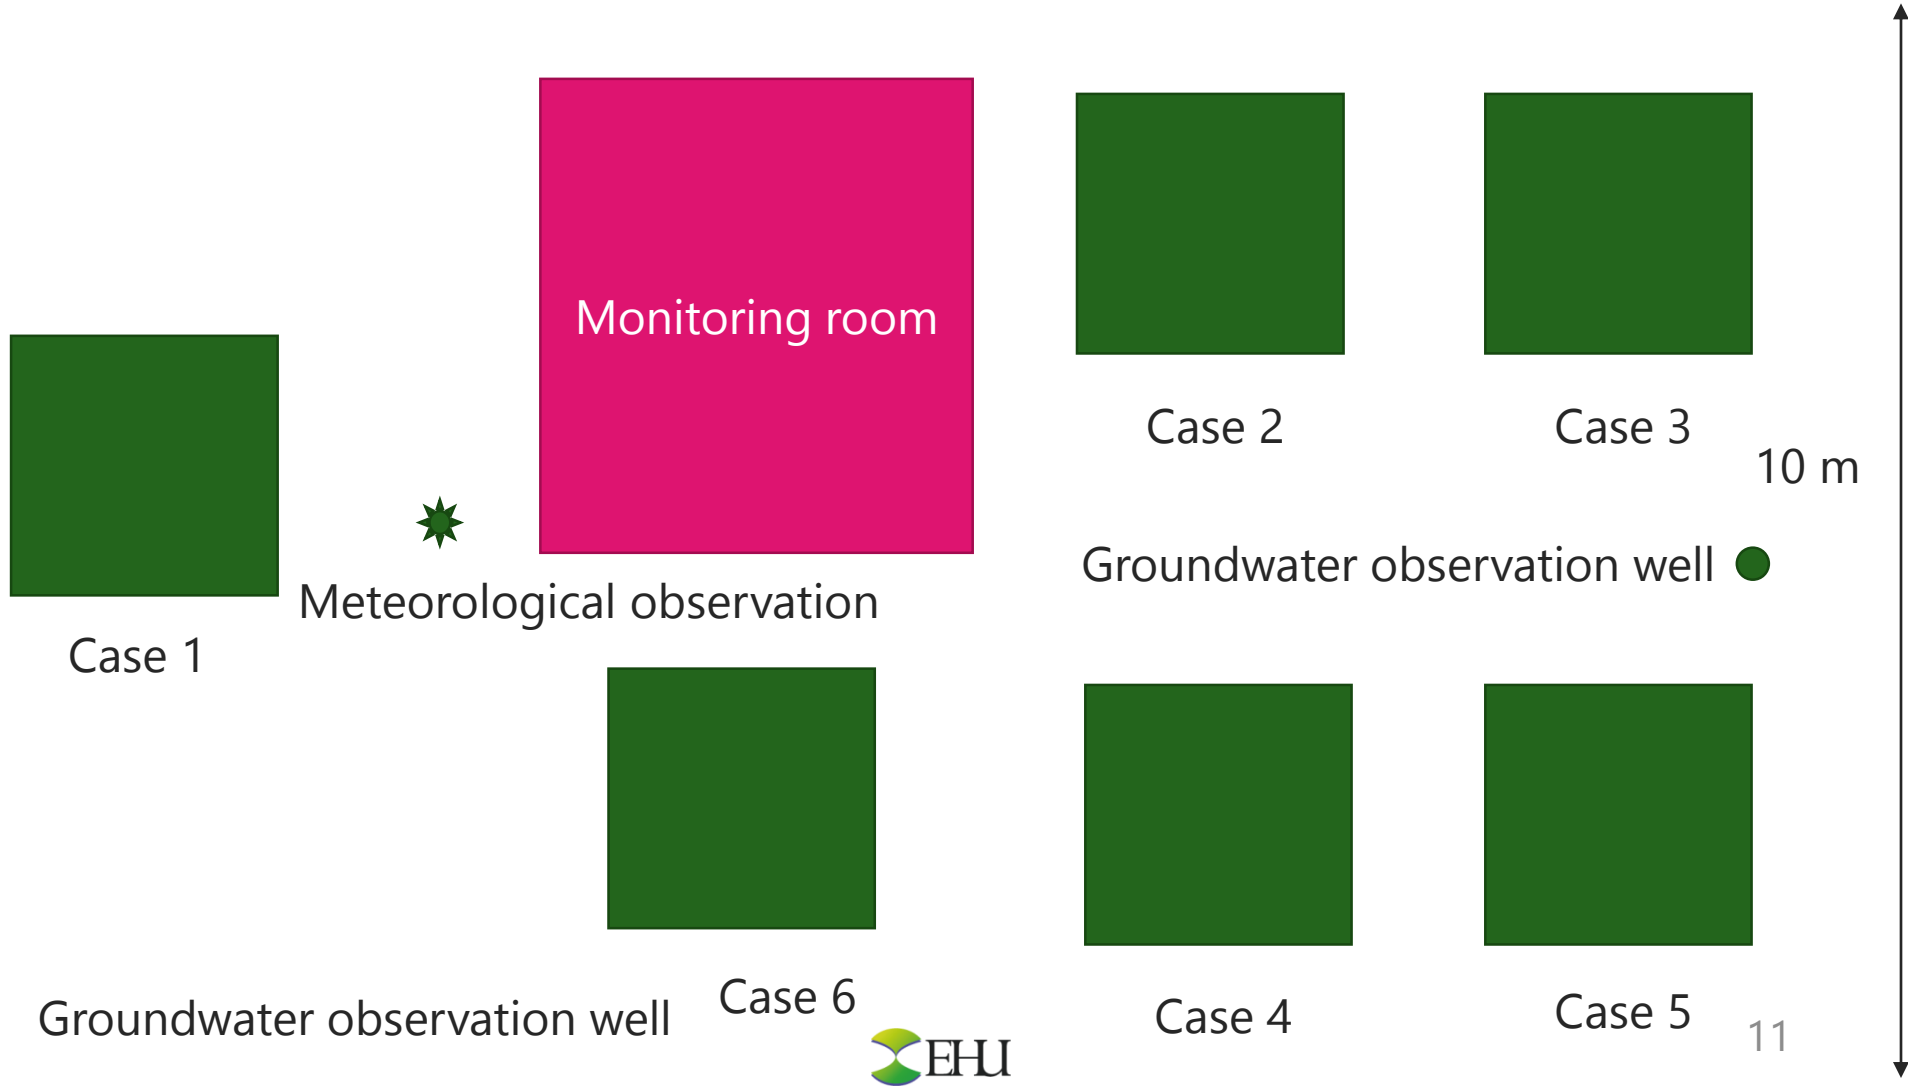 Monitoring room
Case 2
Case 3
10 m
Groundwater observation well
Meteorological observation
Case 1
Case 6
Groundwater observation well
Case 4
Case 5
EHU
11